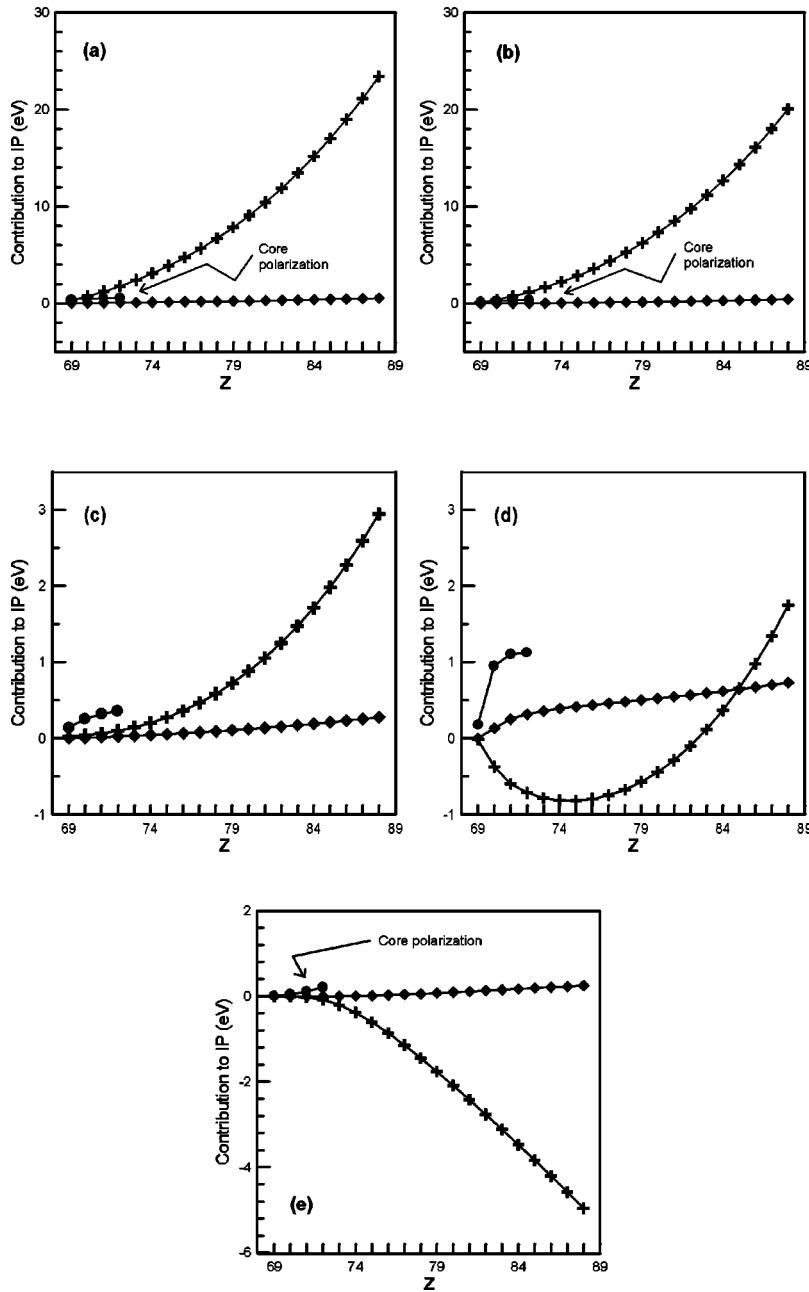 (a)
Contribution to IP (eV)
30
20
10
0
Core
polarization
69 74 79 84 89
Z
(b)
Contribution to IP (eV)
30
20
10
0
Core
polarization
69 74 79 84 89
Z
(c)
Contribution to IP (eV)
3
2
1
0
-1
69 74 79 84 89
Z
(d)
Contribution to IP (eV)
3
2
1
0
-1
69 74 79 84 89
Z
Contribution to IP (eV)
2
0
-2
-4
-6
Core polarization
(e)
69 74 79 84 89
Z